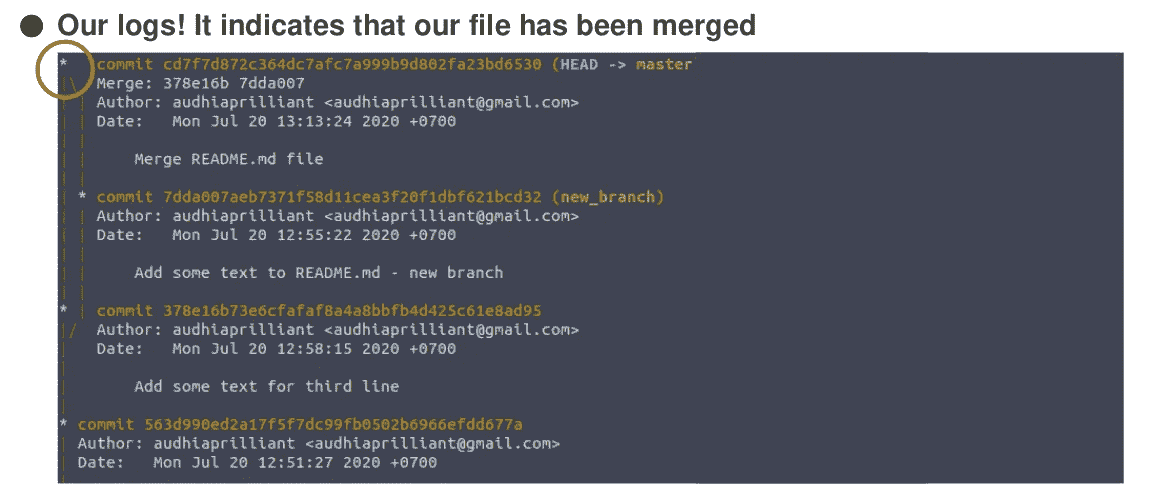 ● Our logs! It indicates that our file has been merged
* commit cd7f7d872c364dc7afc7a999b9d802fa23bd6530 (HEAD -> master
|\ Merge: 378e16b 7dda007
| | Author: audhiaprilliant <audhiaprilliant@gmail.com>
| | Date: Mon Jul 20 13:13:24 2020 +0700
| |
| | Merge README.md file
| |
| * commit 7dda007aeb7371f58d11cea3f20f1dbf621bcd32 (new_branch)
| | Author: audhiaprilliant <audhiaprilliant@gmail.com>
| | Date: Mon Jul 20 12:55:22 2020 +0700
| |
| | Add some text to README.md - new branch
| |
* | commit 378e16b73e6cfafaf8a4a8bbfb4d425c61e8ad95
|/ Author: audhiaprilliant <audhiaprilliant@gmail.com>
| Date: Mon Jul 20 12:58:15 2020 +0700
|
| Add some text for third line
|
* commit 563d990ed2a17f5f7dc99fb0502b6966efdd677a
| Author: audhiaprilliant <audhiaprilliant@gmail.com>
| Date: Mon Jul 20 12:51:27 2020 +0700